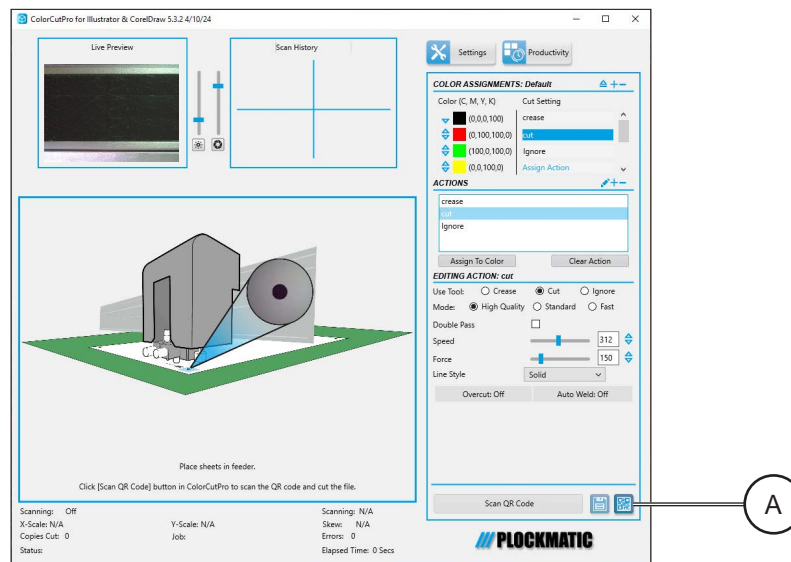 ColorCutPro for Illustrator & CorelDraw 5.3.2 4/10/24
Live Preview
Scan History
Settings
Productivity
COLOR ASSIGNMENTS: Default
Color (C, M, Y, K) Cut Setting
(0,0,0,100) crease
(0,100,100,0) cut
(100,0,100,0) Ignore
(0,0,100,0) Assign Action
ACTIONS
crease
cut
Ignore
Assign To Color Clear Action
EDITING ACTION: cut
Use Tool: Crease Cut Ignore
Mode: High Quality Standard Fast
Double Pass
Speed 312
Force 150
Line Style Solid
Overcut: Off Auto Weld: Off
Place sheets in feeder.
Click [Scan QR Code] button in ColorCutPro to scan the QR code and cut the file.
Scan QR Code
A
Scanning: Off Scanning: N/A
X-Scale: N/A Y-Scale: N/A Skew: N/A
Copies Cut: 0 Job: Errors: 0
Status: Elapsed Time: 0 Secs
PLOCKMATIC